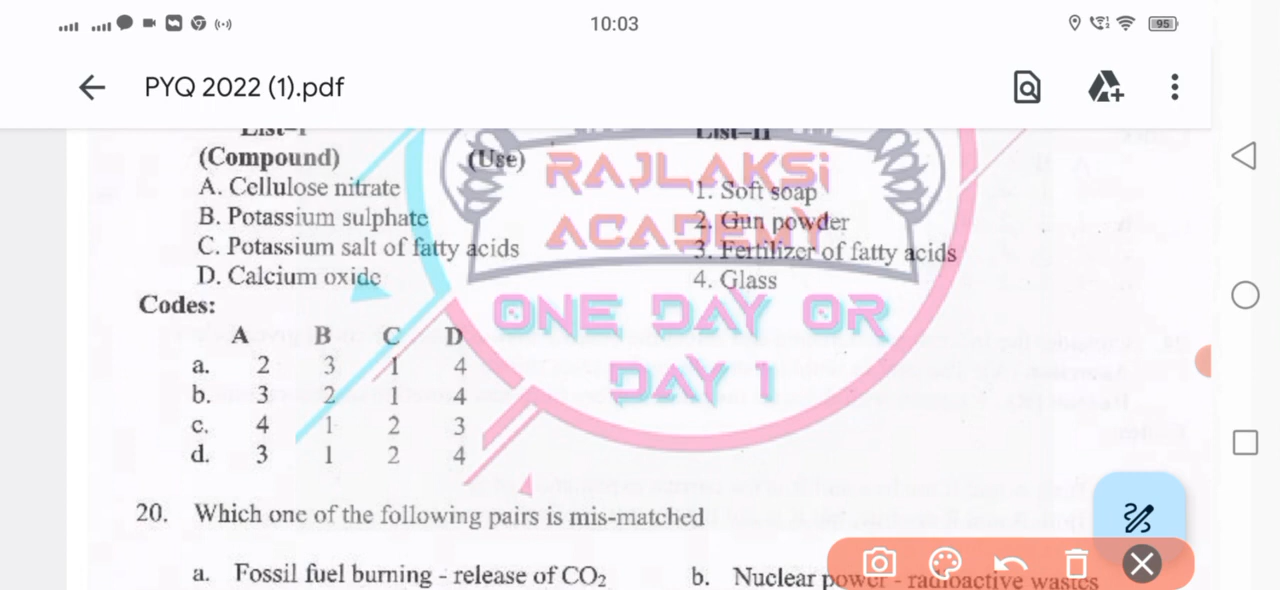 10:03
95
PYQ 2022 (1).pdf
List-I List-II
(Compound) (Use)
RAJLAKSi
A. Cellulose nitrate 1. Soft soap
B. Potassium sulphate 2. Gun powder
ACADEMY
C. Potassium salt of fatty acids 3. Fertilizer of fatty acids
D. Calcium oxide 4. Glass
Codes:
ONE DAY OR
DAY 1
A B C D
a. 2 3 1 4
b. 3 2 1 4
c. 4 1 2 3
d. 3 1 2 4
20. Which one of the following pairs is mis-matched
a. Fossil fuel burning - release of CO₂ b. Nuclear power - radioactive wastes